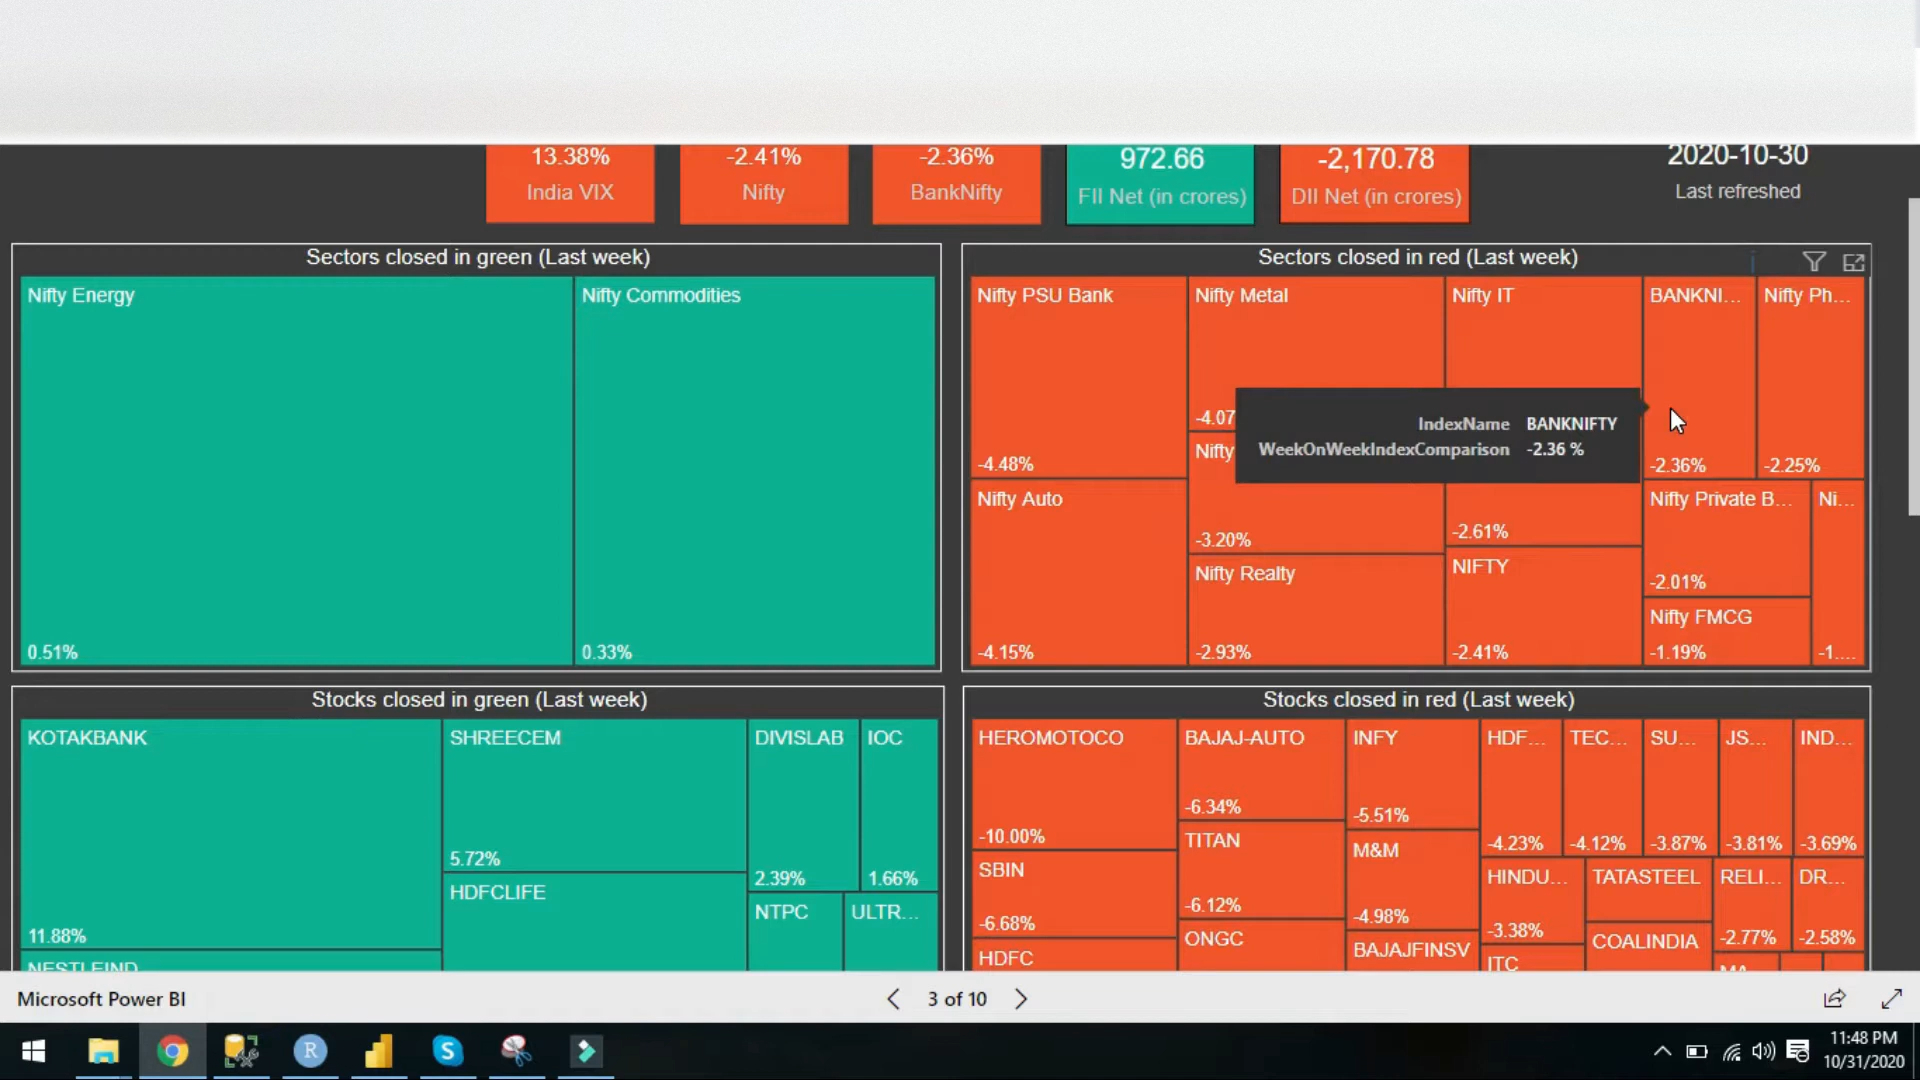 13.38%
India VIX
-2.41%
Nifty
-2.36%
BankNifty
972.66
FII Net (in crores)
-2,170.78
DII Net (in crores)
2020-10-30
Last refreshed
Sectors closed in green (Last week)
Nifty Energy
0.51%
Nifty Commodities
0.33%
Sectors closed in red (Last week)
Nifty PSU Bank
-4.48%
Nifty Auto
-4.15%
Nifty Metal
-4.07
Nifty
-3.20%
Nifty Realty
-2.93%
Nifty IT
-2.61%
NIFTY
-2.41%
BANKNI...
-2.36%
Nifty Ph...
-2.25%
Nifty Private B...
-2.01%
Nifty FMCG
-1.19%
Ni...
-1....
IndexName BANKNIFTY
WeekOnWeekIndexComparison -2.36 %
Stocks closed in green (Last week)
KOTAKBANK
11.88%
NESTLEIND
SHREECEM
5.72%
HDFCLIFE
DIVISLAB
2.39%
IOC
1.66%
NTPC
ULTR...
Stocks closed in red (Last week)
HEROMOTOCO
-10.00%
SBIN
-6.68%
HDFC
BAJAJ-AUTO
-6.34%
TITAN
-6.12%
ONGC
INFY
-5.51%
M&M
-4.98%
BAJAJFINSV
HDF...
-4.23%
TEC...
-4.12%
SU...
-3.87%
JS...
-3.81%
IND...
-3.69%
HINDU...
-3.38%
ITC
TATASTEEL
COALINDIA
RELI...
-2.77%
DR...
-2.58%
MA
Microsoft Power BI
3 of 10
11:48 PM
10/31/2020